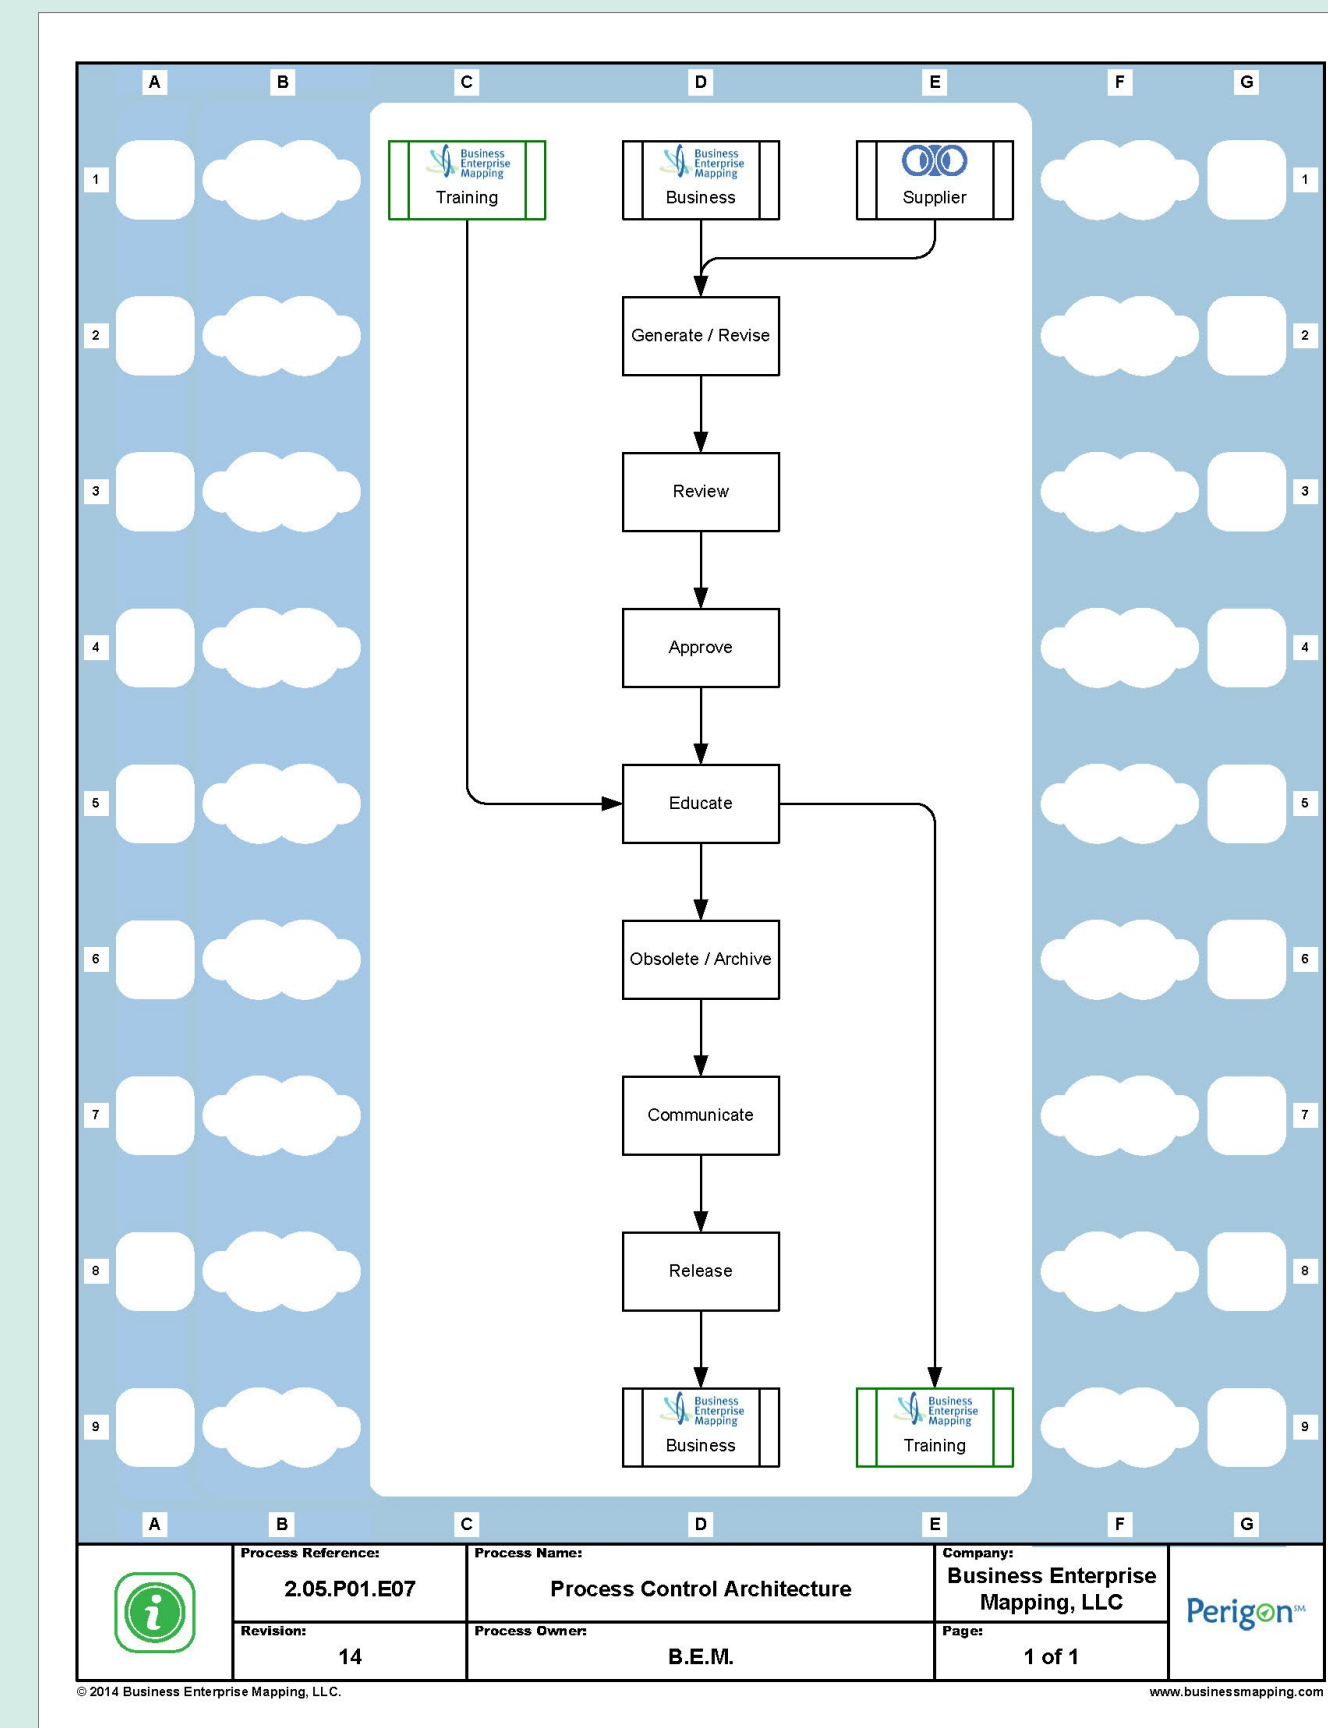 A B C D E F G
1 Business Enterprise Mapping Training Business Enterprise Mapping Business Supplier 1
2 Generate / Revise 2
3 Review 3
4 Approve 4
5 Educate 5
6 Obsolete / Archive 6
7 Communicate 7
8 Release 8
9 Business Enterprise Mapping Business Business Enterprise Mapping Training 9
A B C D E F G
Process Reference:
2.05.P01.E07
Process Name:
Process Control Architecture
Company:
Business Enterprise
Mapping, LLC
Revision:
14
Process Owner:
B.E.M.
Page:
1 of 1
i
Perigon SM
© 2014 Business Enterprise Mapping, LLC.
www.businessmapping.com